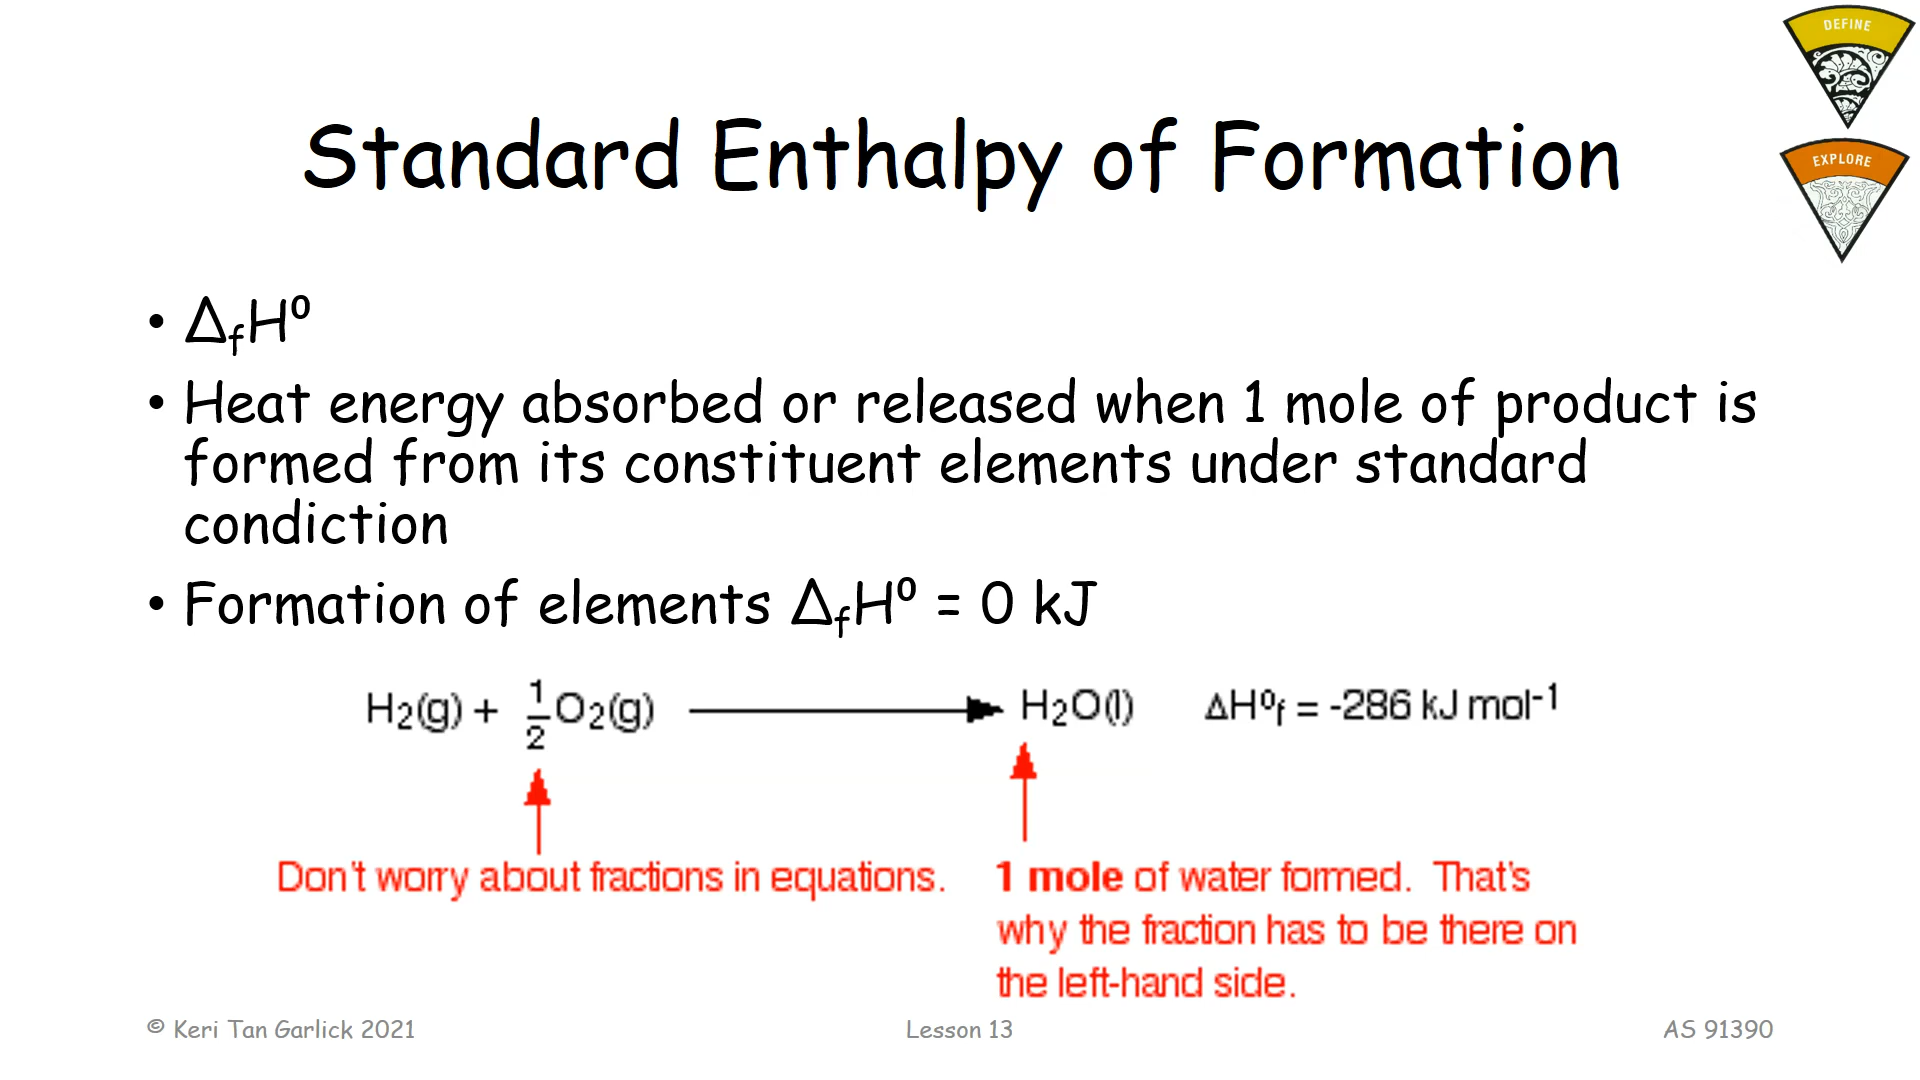 DEFINE
EXPLORE
Standard Enthalpy of Formation
• ΔfH⁰
• Heat energy absorbed or released when 1 mole of product is
formed from its constituent elements under standard
condiction
• Formation of elements ΔfH⁰ = 0 kJ
H₂(g) + 1/2 O₂(g) → H₂O(l) ΔH⁰f = -286 kJ mol⁻¹
Don't worry about fractions in equations.
1 mole of water formed. That's
why the fraction has to be there on
the left-hand side.
© Keri Tan Garlick 2021
Lesson 13
AS 91390